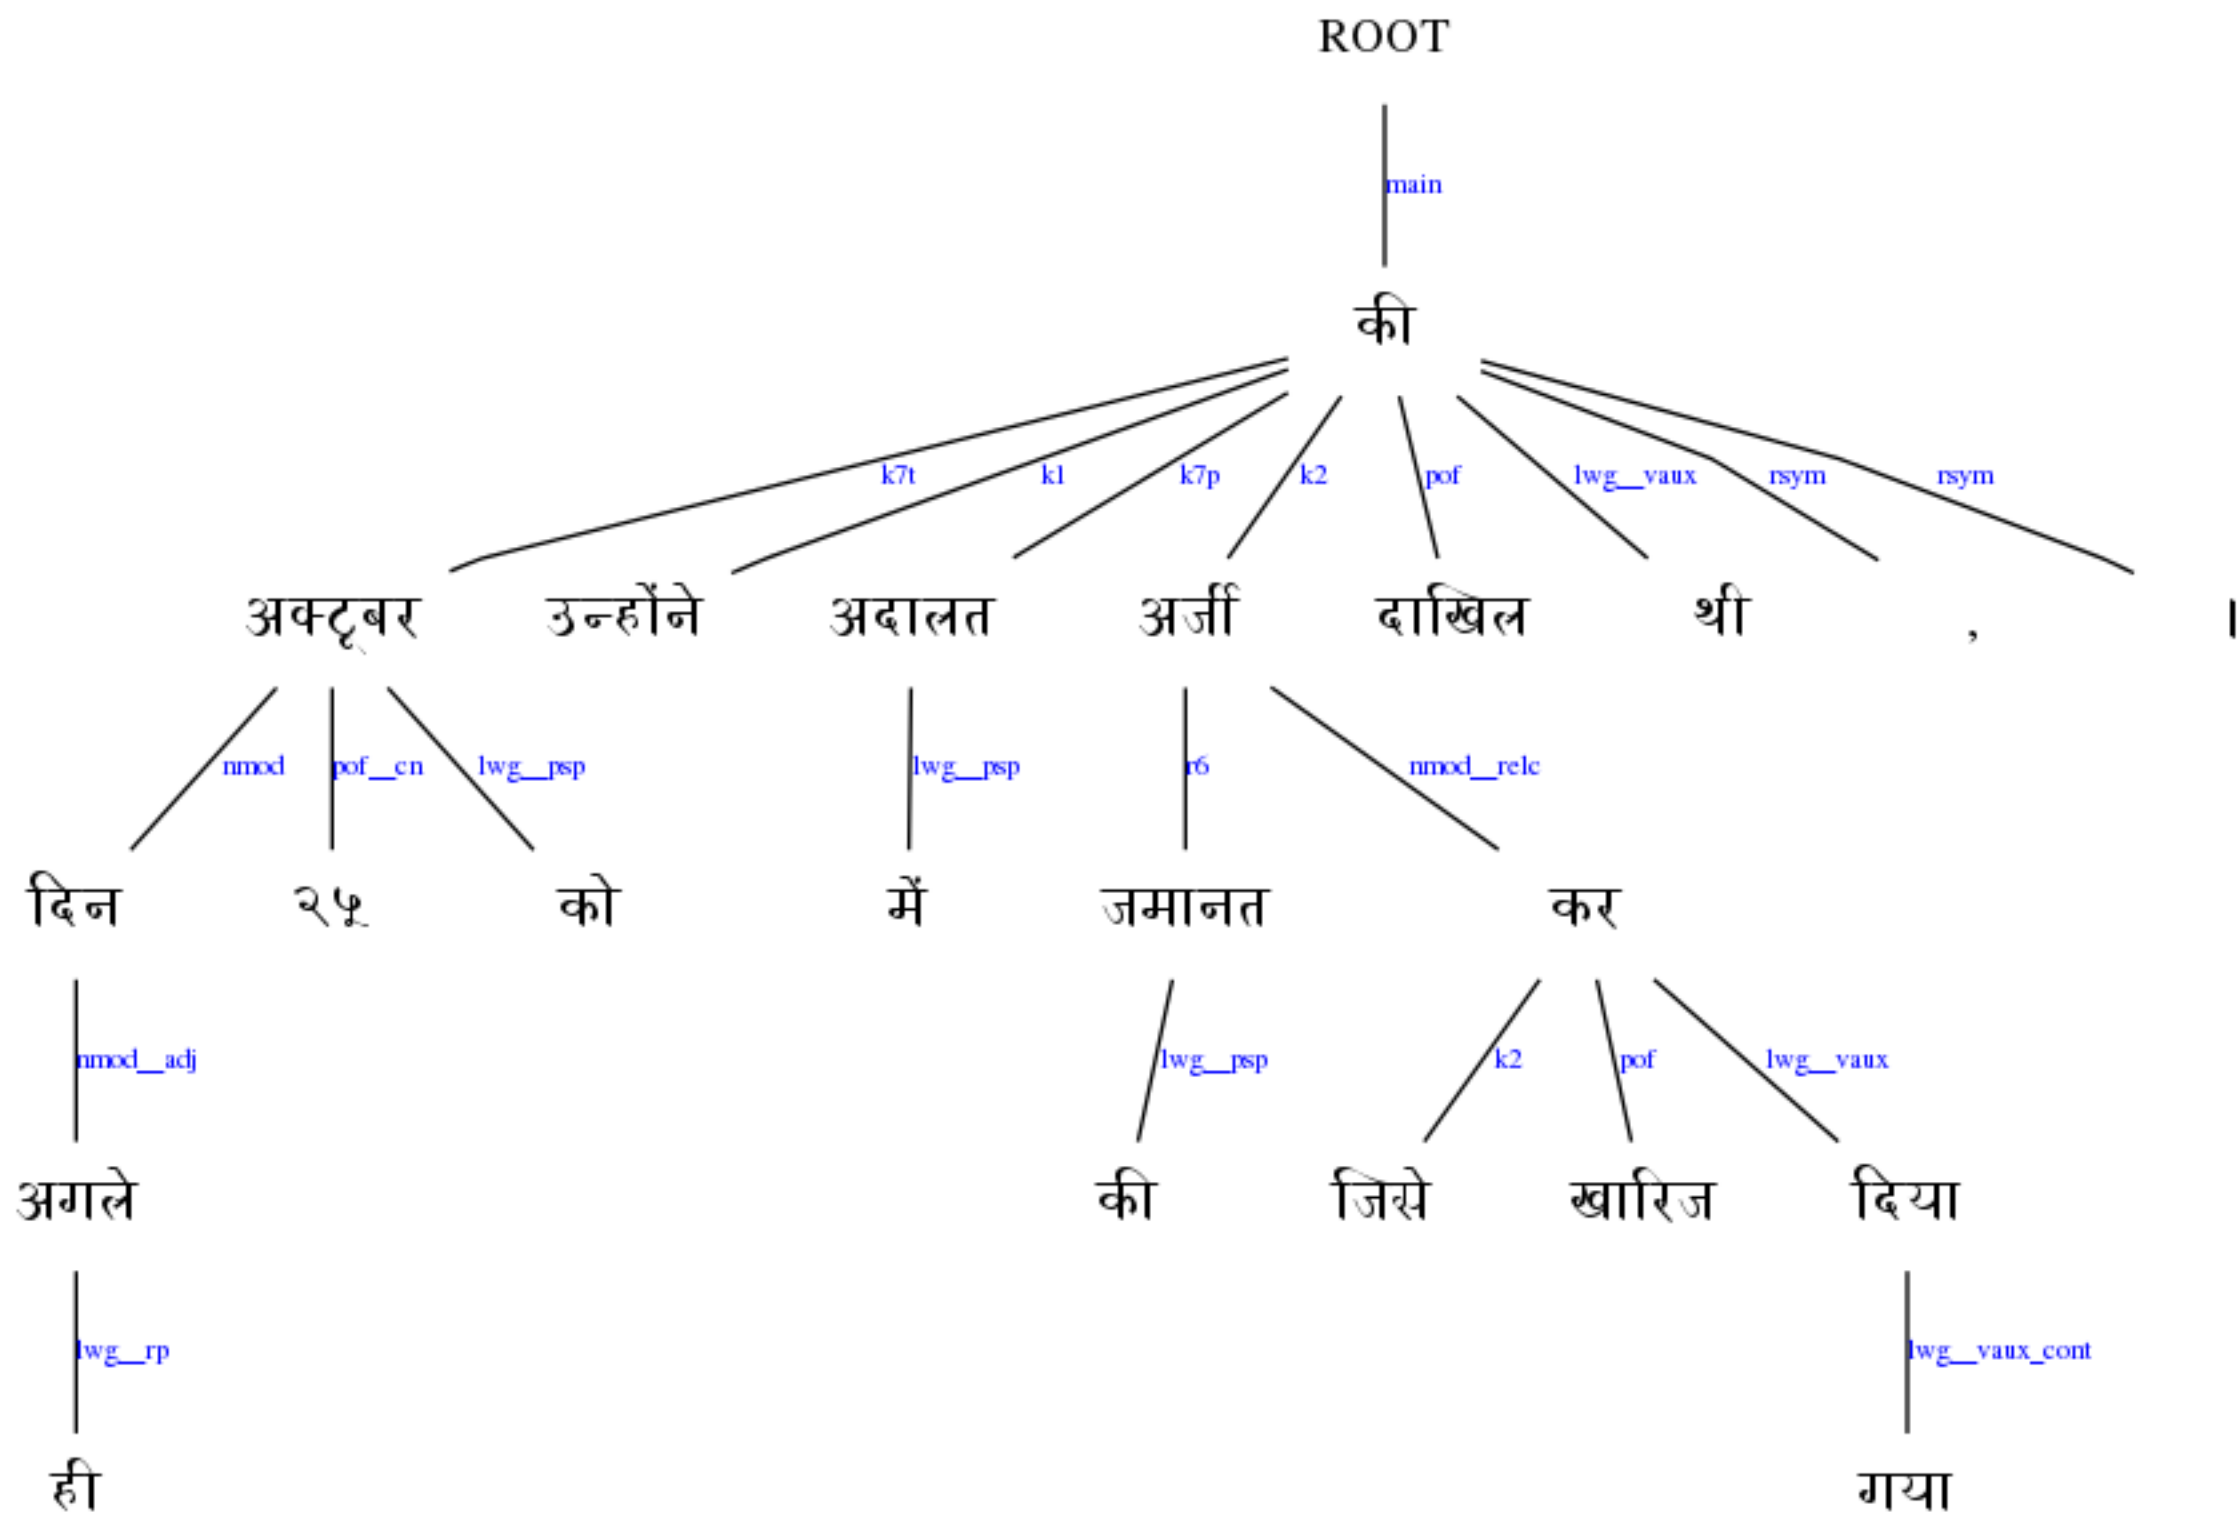 ROOT
main
की
k7t k1 k7p k2 pof lwg__vaux rsym rsym
अक्टूबर उन्होंने अदालत अर्जी दाखिल थी , ।
nmod pof__cn lwg__psp lwg__psp r6 nmod__relc
दिन २५ को में जमानत कर
nmod__adj lwg__psp k2 pof lwg__vaux
अगले की जिसे खारिज दिया
lwg__rp lwg__vaux_cont
ही गया